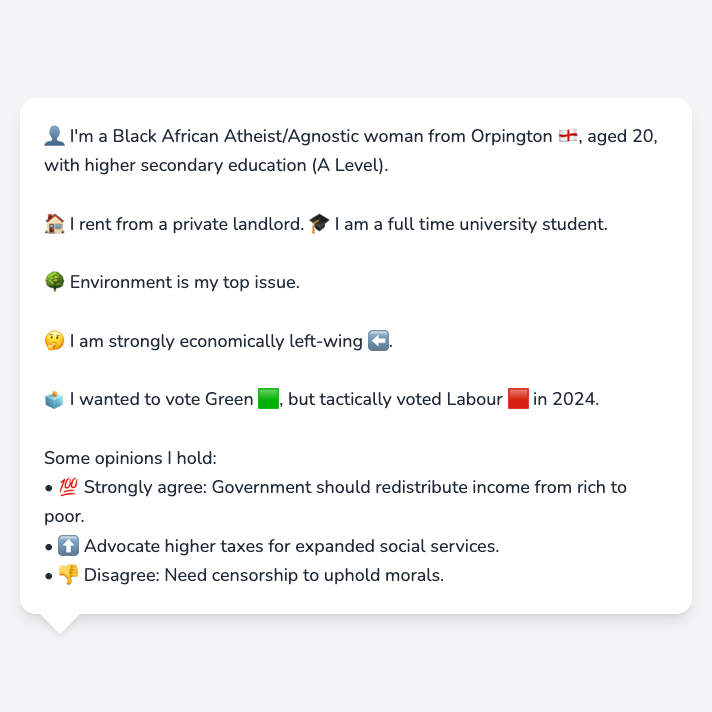 👤 I'm a Black African Atheist/Agnostic woman from Orpington 🏴󠁧󠁢󠁥󠁮󠁧󠁿, aged 20,
with higher secondary education (A Level).
🏠 I rent from a private landlord. 🎓 I am a full time university student.
🌳 Environment is my top issue.
🤔 I am strongly economically left-wing ⬅️.
🗳️ I wanted to vote Green 🟩, but tactically voted Labour 🟥 in 2024.
Some opinions I hold:
• 💯 Strongly agree: Government should redistribute income from rich to
poor.
• ⬆️ Advocate higher taxes for expanded social services.
• 👎 Disagree: Need censorship to uphold morals.